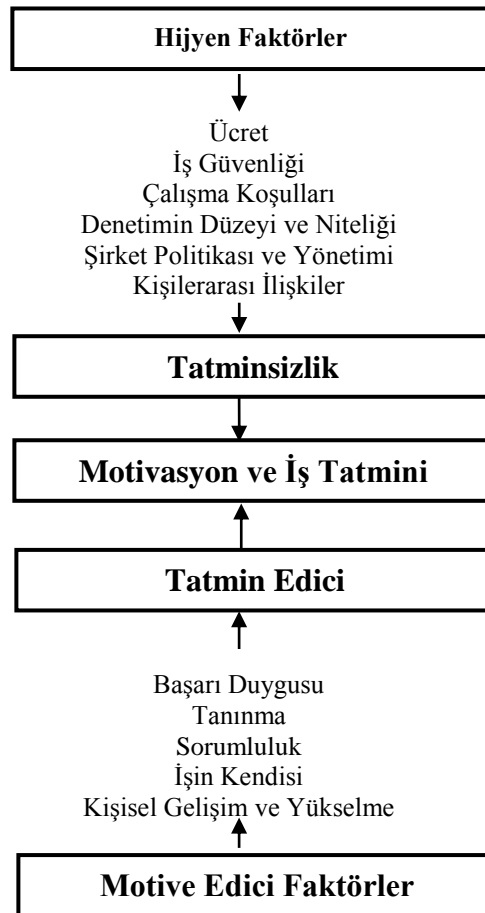 Hijyen Faktörler
Ücret
İş Güvenliği
Çalışma Koşulları
Denetimin Düzeyi ve Niteliği
Şirket Politikası ve Yönetimi
Kişilerarası İlişkiler
Tatminsizlik
Motivasyon ve İş Tatmini
Tatmin Edici
Başarı Duygusu
Tanınma
Sorumluluk
İşin Kendisi
Kişisel Gelişim ve Yükselme
Motive Edici Faktörler